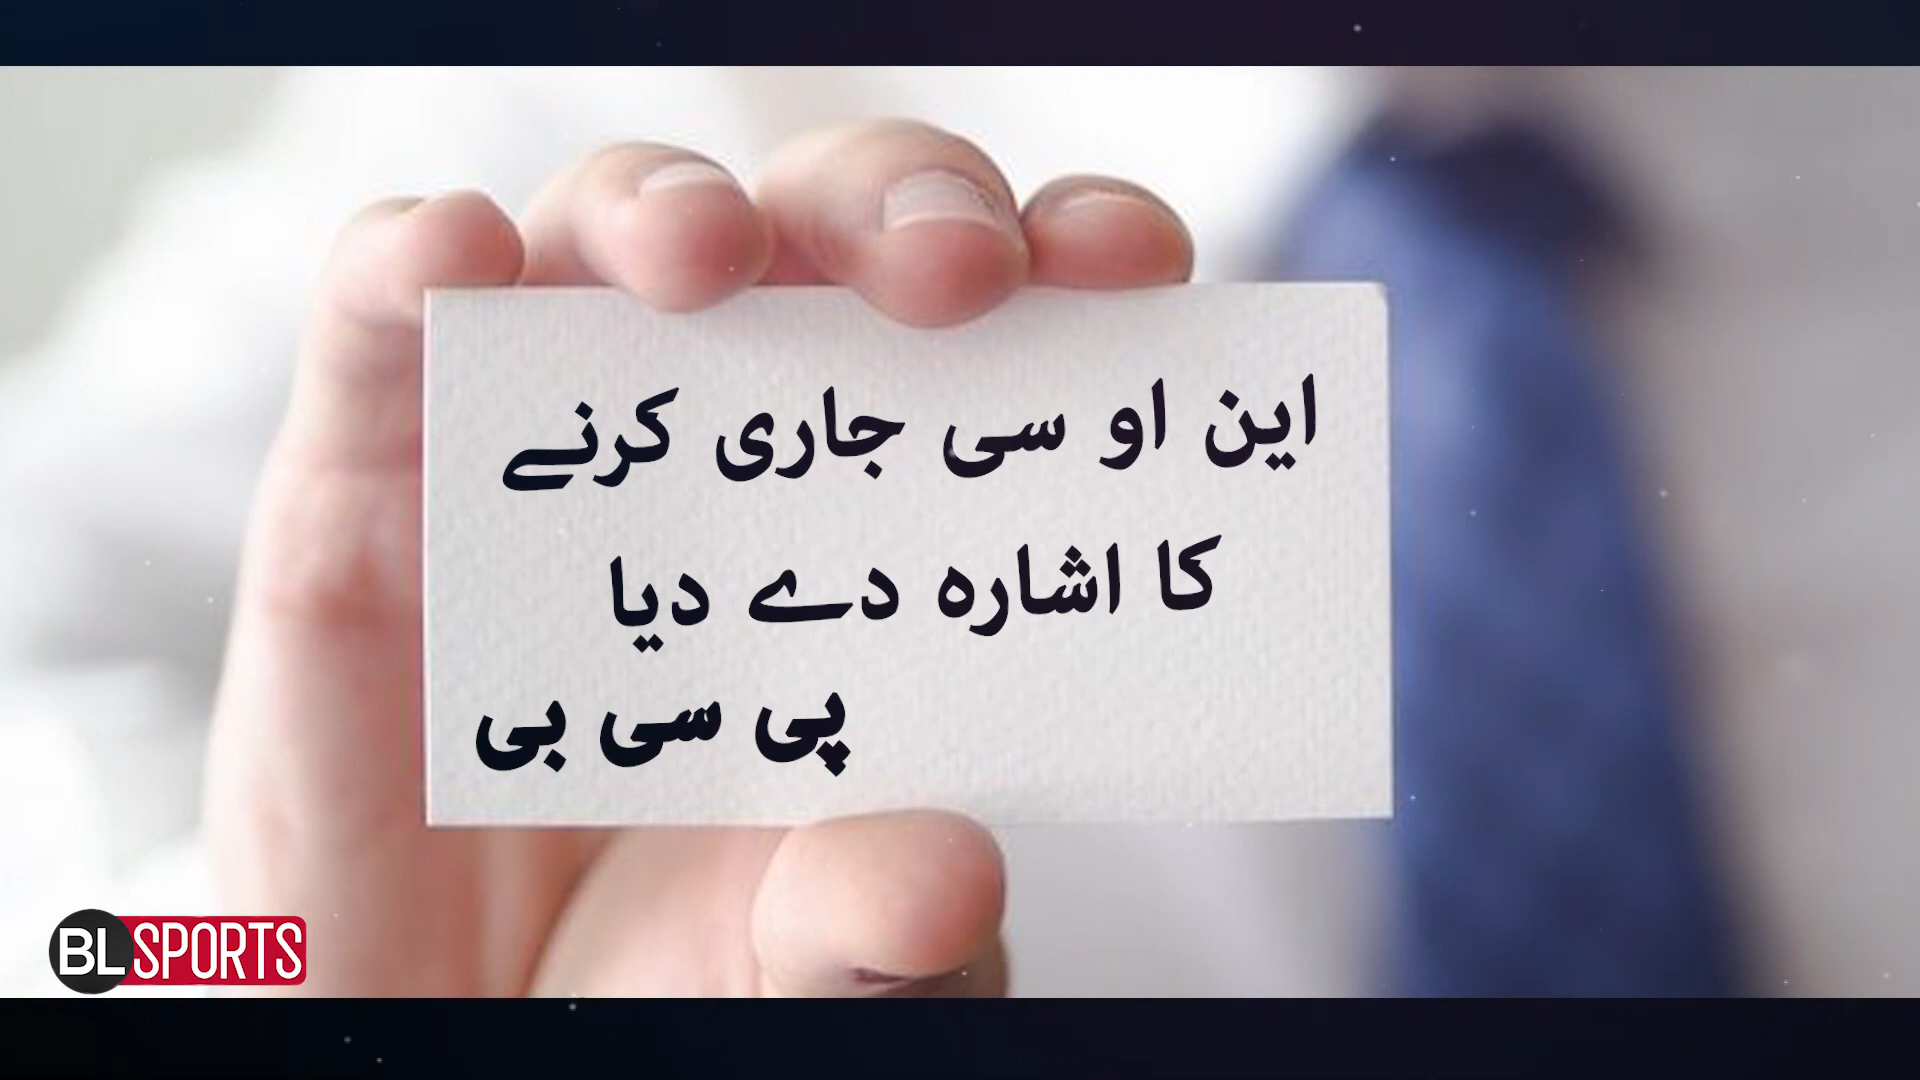 این او سی جاری کرنے
کا اشارہ دے دیا
پی سی بی
BL SPORTS